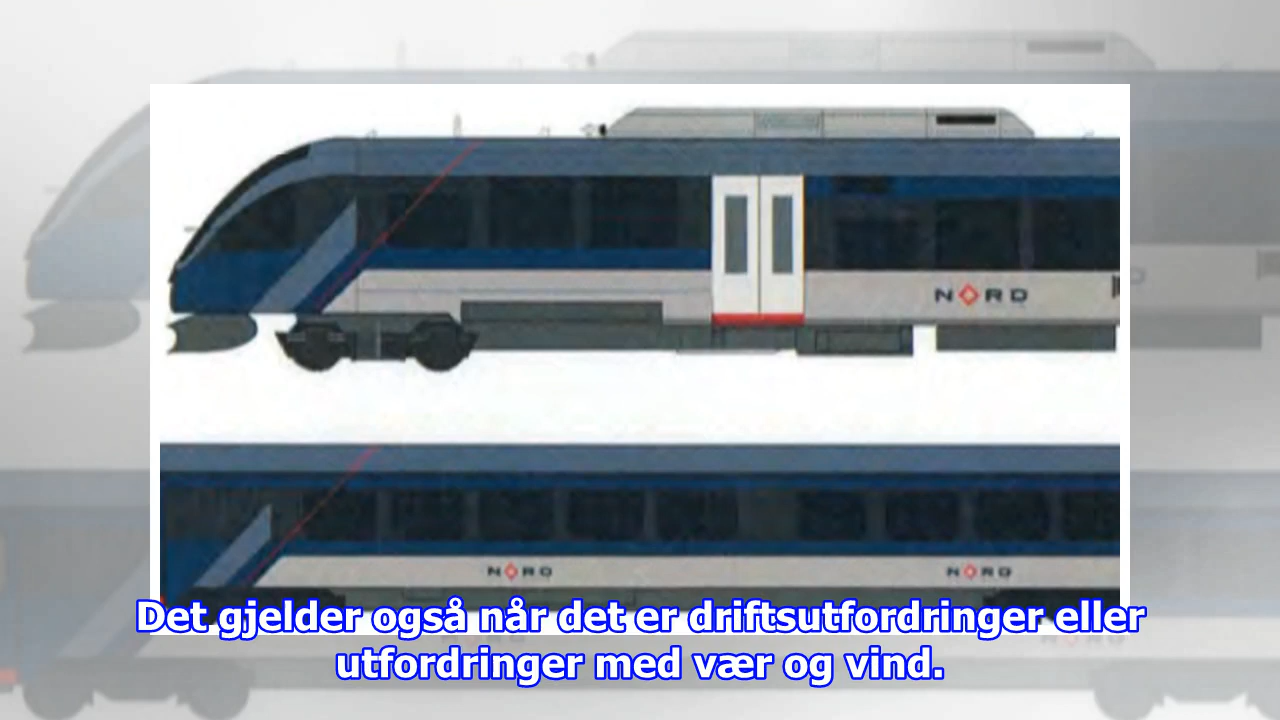 NORD
NORD NORD
Det gjelder også når det er driftsutfordringer eller
utfordringer med vær og vind.